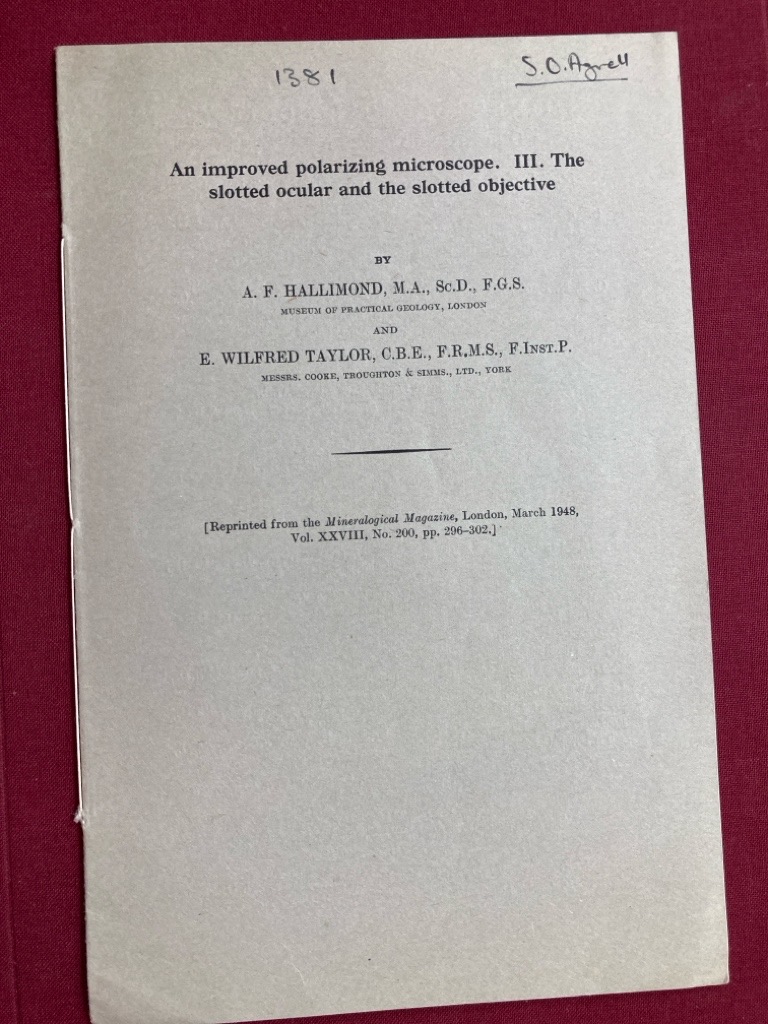 1381
S.O. Agrell
An improved polarizing microscope. III. The
slotted ocular and the slotted objective
BY
A. F. HALLIMOND, M.A., Sc.D., F.G.S.
MUSEUM OF PRACTICAL GEOLOGY, LONDON
AND
E. WILFRED TAYLOR, C.B.E., F.R.M.S., F.Inst.P.
MESSRS. COOKE, TROUGHTON & SIMMS., LTD., YORK
[Reprinted from the Mineralogical Magazine, London, March 1948,
Vol. XXVIII, No. 200, pp. 296–302.]